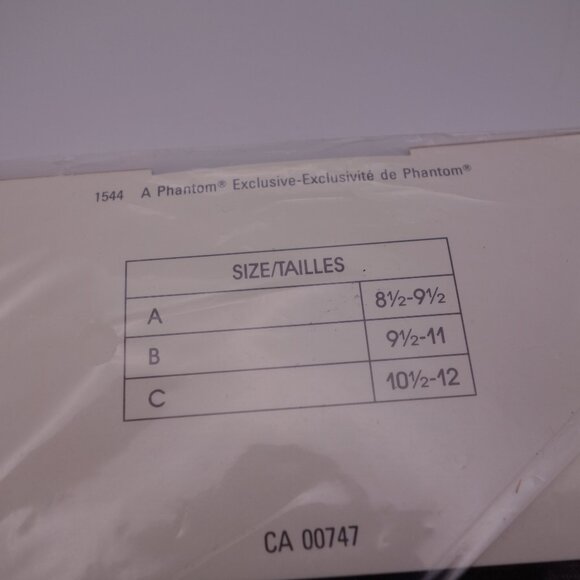 1544 A Phantom® Exclusive-Exclusivité de Phantom®
SIZE/TAILLES
A 8½-9½
B 9½-11
C 10½-12
CA 00747